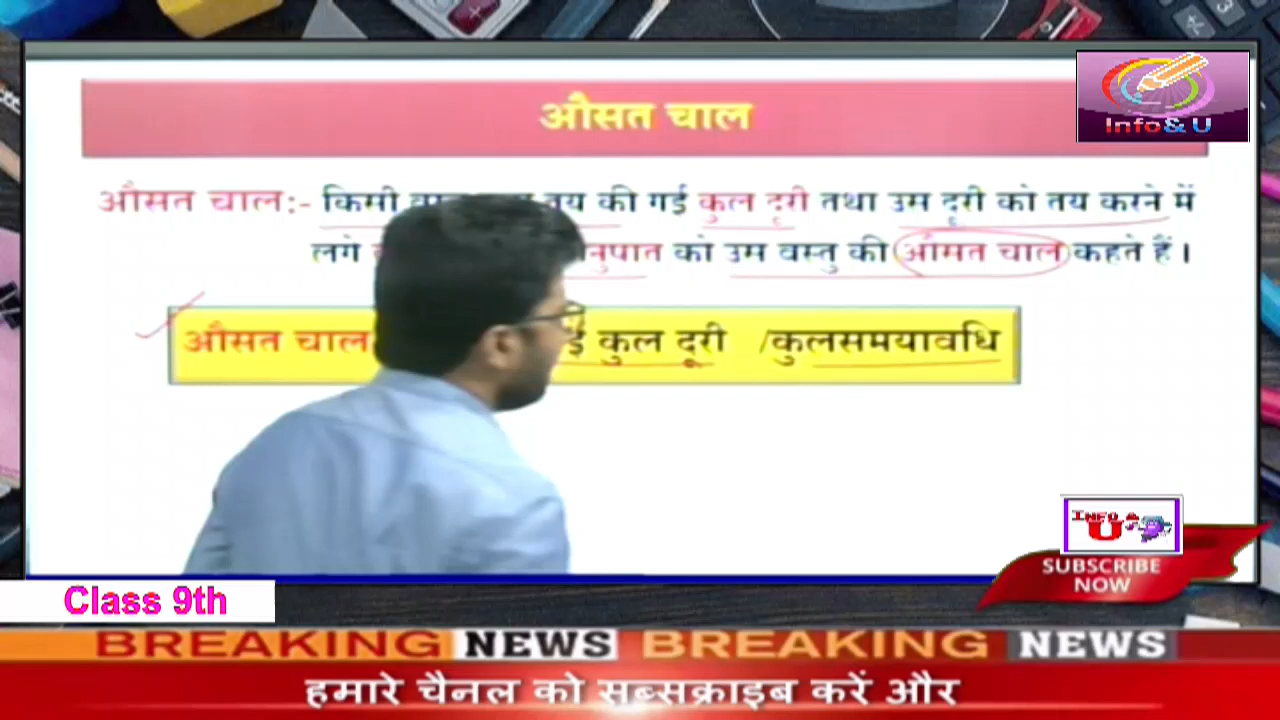 औसत चाल
Info& U
औसत चाल:- किसी तय की गई कुल दूरी तथा उस दूरी को तय करने में
लगे को उस वस्तु की औसत चाल कहते हैं।
औसत चाल कुल दूरी /कुलसमयावधि
INFO &
U
SUBSCRIBE
NOW
Class 9th
BREAKING NEWS BREAKING NEWS
हमारे चैनल को सब्सक्राइब करें और